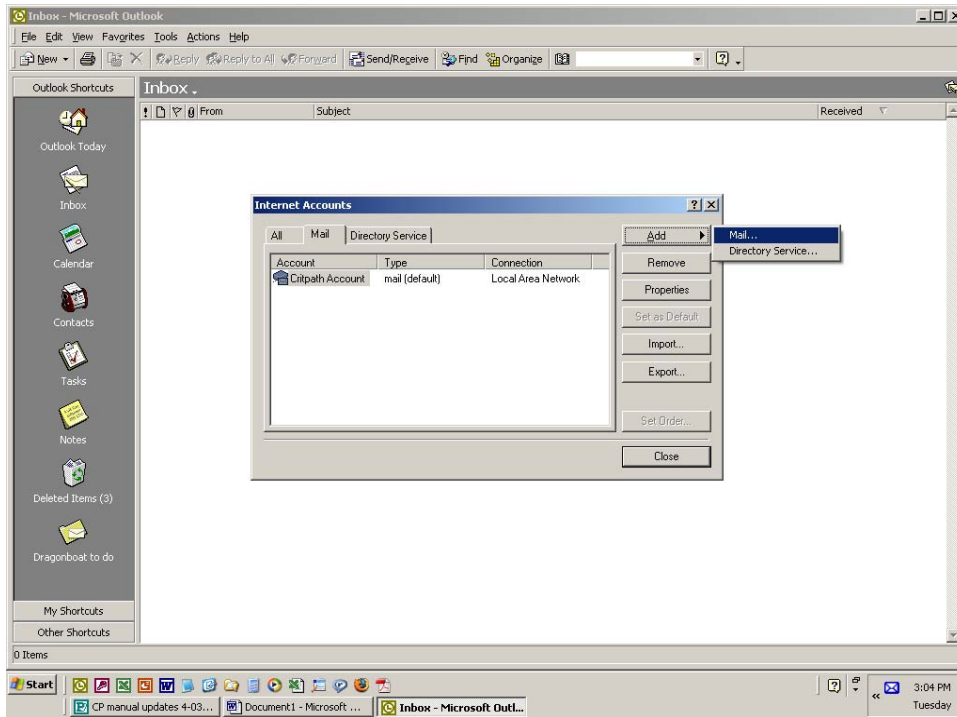 Inbox - Microsoft Outlook
File Edit View Favorites Tools Actions Help
New Reply Reply to All Forward Send/Receive Find Organize
Outlook Shortcuts
Inbox
! From Subject Received
Outlook Today
Inbox
Calendar
Contacts
Tasks
Notes
Deleted Items (3)
Dragonboat to do
My Shortcuts
Other Shortcuts
Internet Accounts
All Mail Directory Service
Account Type Connection
Critpath Account mail (default) Local Area Network
Add
Remove
Properties
Set as Default
Import...
Export...
Set Order...
Close
Mail...
Directory Service...
0 Items
Start
CP manual updates 4-03... Document1 - Microsoft ... Inbox - Microsoft Outl...
3:04 PM
Tuesday